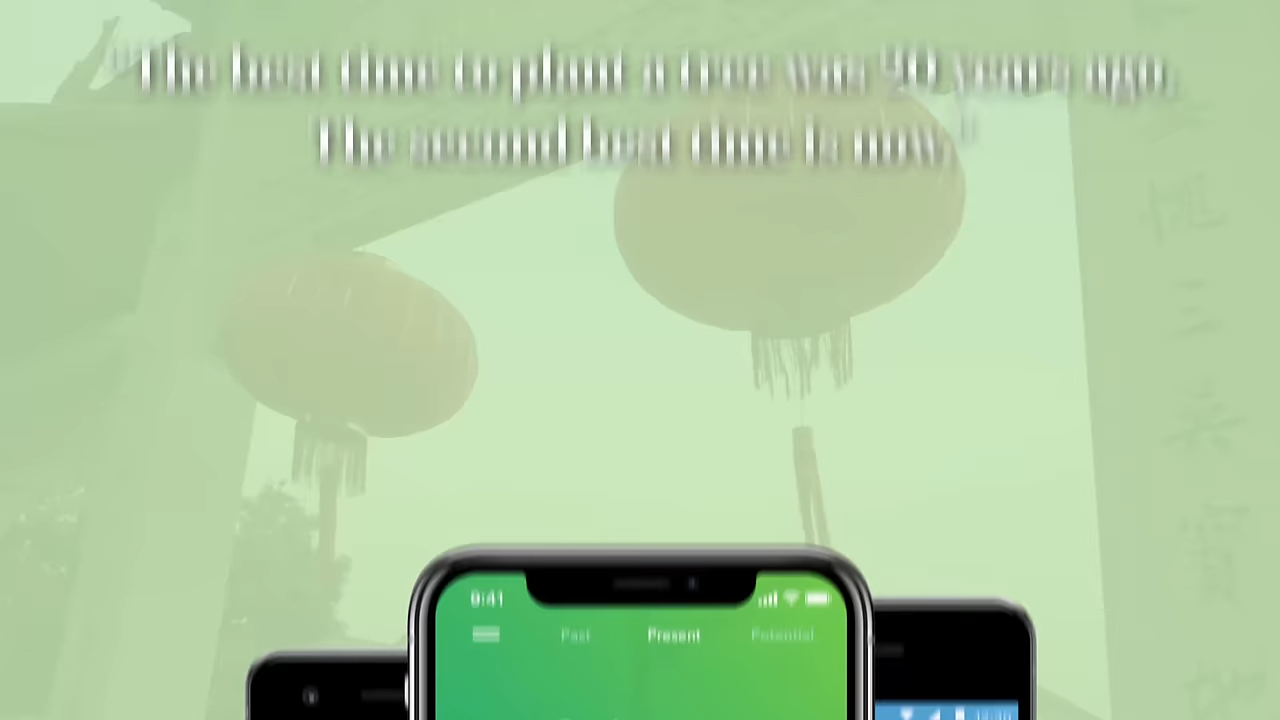 "The best time to plant a tree was 20 years ago.
The second best time is now."
9:41
Past Present Potential
三